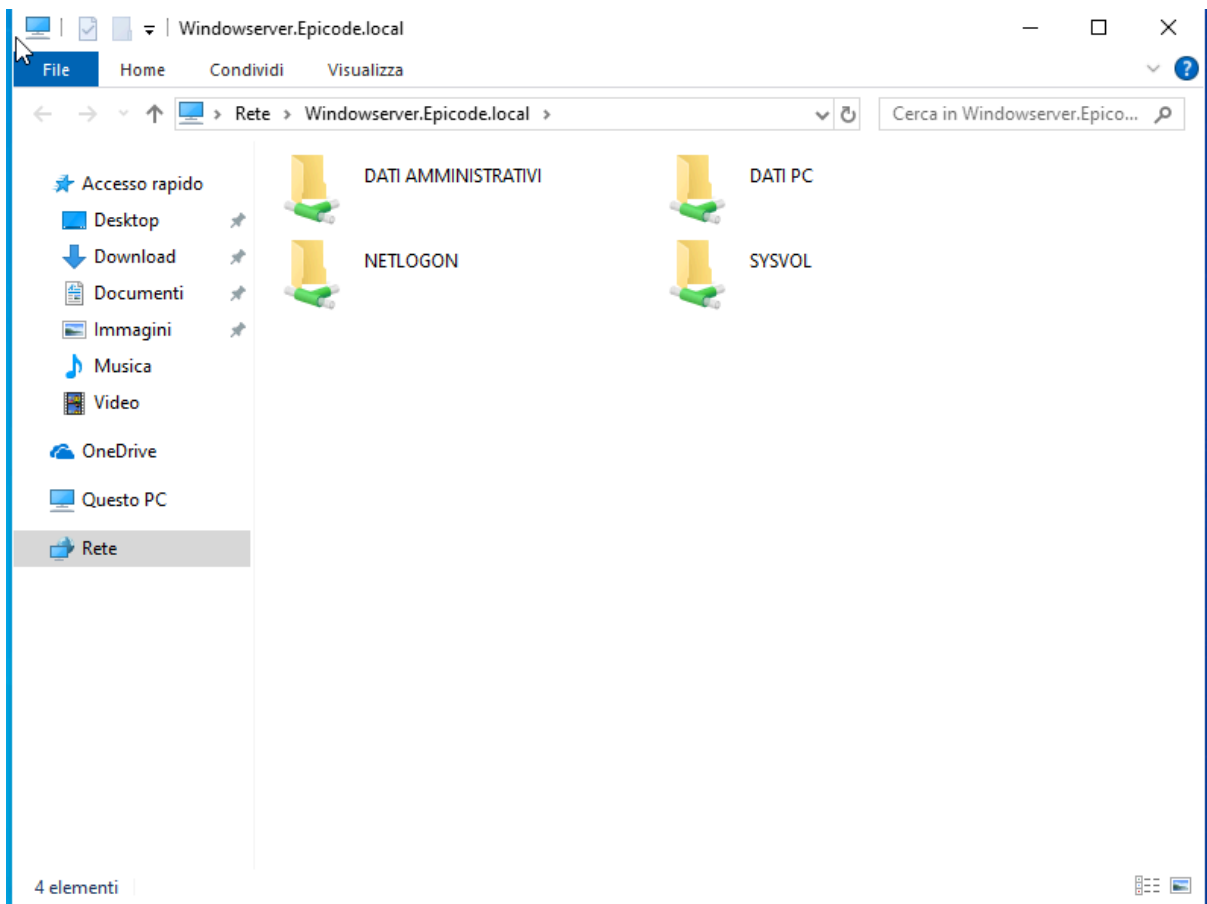 Windowserver.Epicode.local
File Home Condividi Visualizza
Rete Windowserver.Epicode.local Cerca in Windowserver.Epico...
Accesso rapido
Desktop
Download
Documenti
Immagini
Musica
Video
OneDrive
Questo PC
Rete
DATI AMMINISTRATIVI DATI PC
NETLOGON SYSVOL
4 elementi